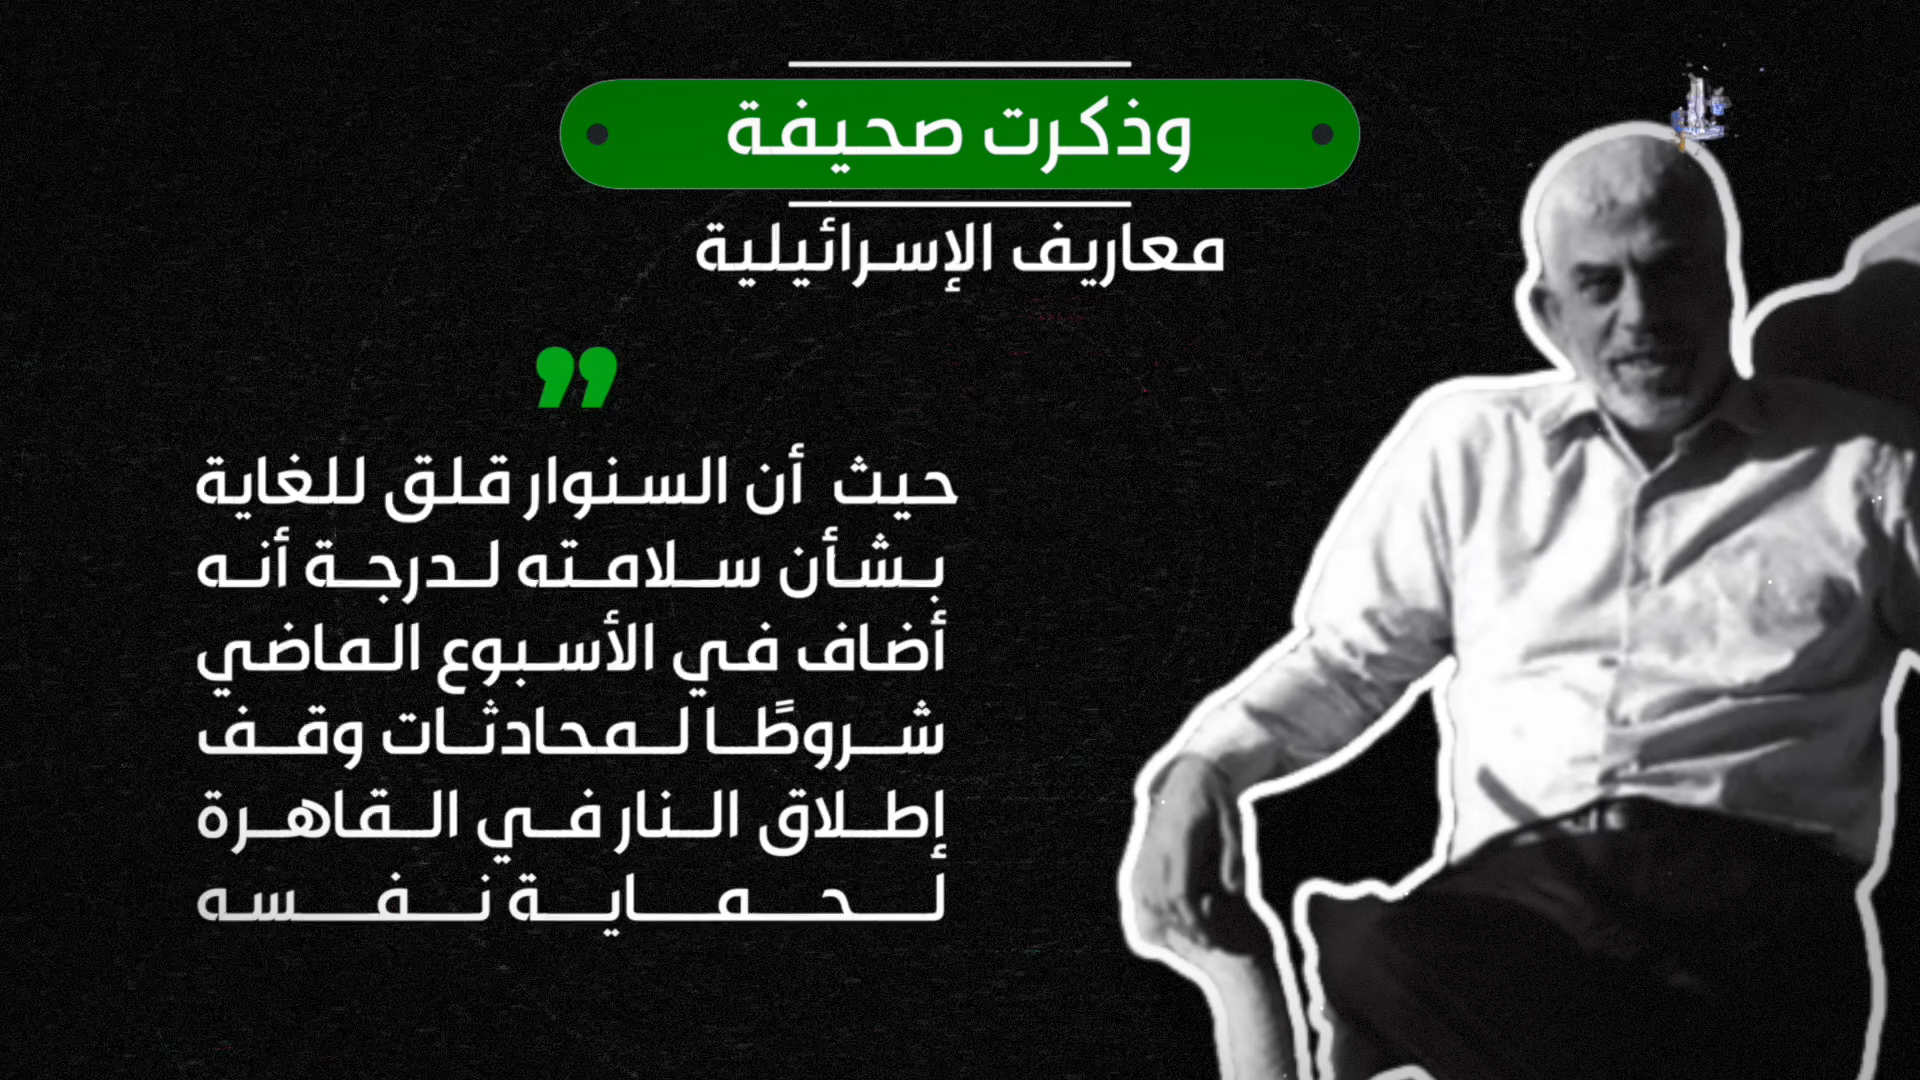 وذكرت صحيفة
معاريف الإسرائيلية
حيث أن السنوار قلق للغاية
بشأن سلامته لدرجة أنه
أضاف في الأسبوع الماضي
شروطًا لمحادثات وقف
إطلاق النار في القاهرة
لحماية نفسه